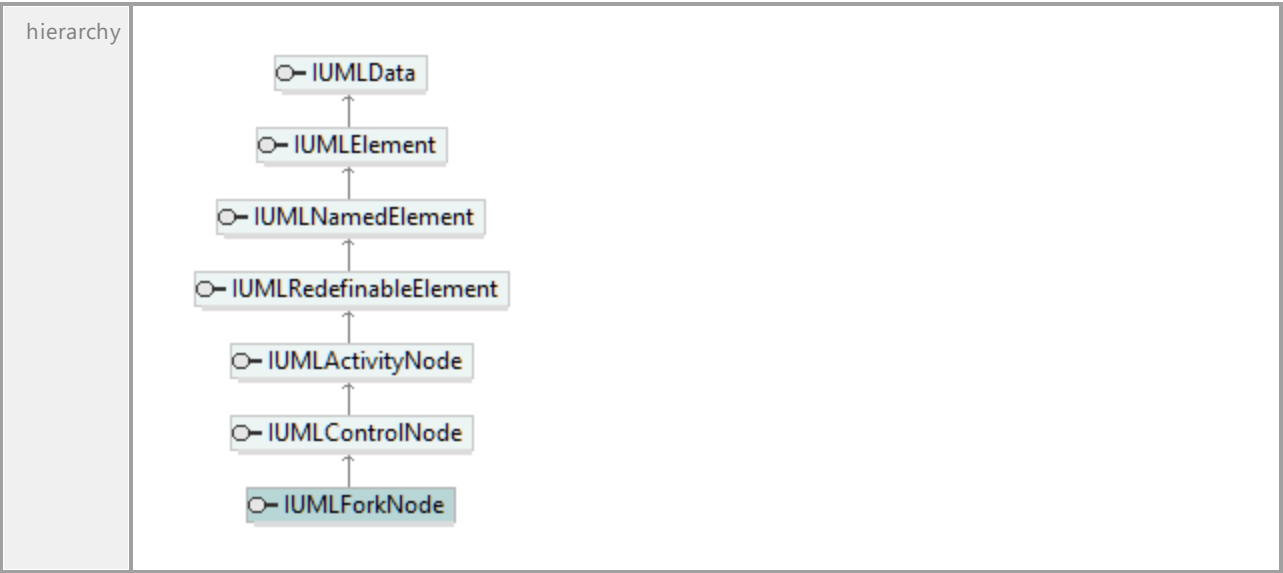 hierarchy
IUMLData
IUMLElement
IUMLNamedElement
IUMLRedefinableElement
IUMLActivityNode
IUMLControlNode
IUMLForkNode